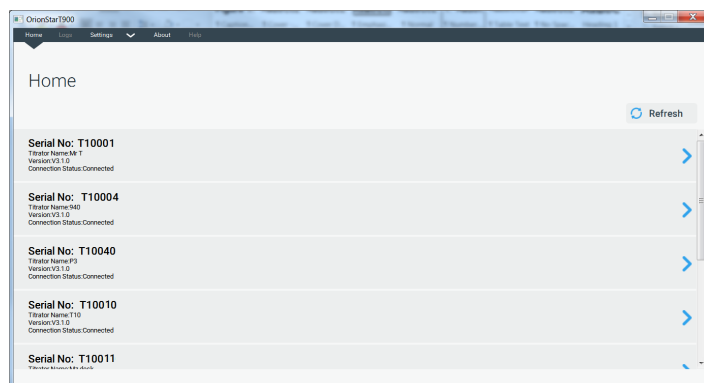 OrionStarT900
Home Logs Settings About Help
Home
Refresh
Serial No: T10001
Titrator Name:Mr T
Version:V3.1.0
Connection Status:Connected
Serial No: T10004
Titrator Name:940
Version:V3.1.0
Connection Status:Connected
Serial No: T10040
Titrator Name:P3
Version:V3.1.0
Connection Status:Connected
Serial No: T10010
Titrator Name:T10
Version:V3.1.0
Connection Status:Connected
Serial No: T10011
Titrator Name: